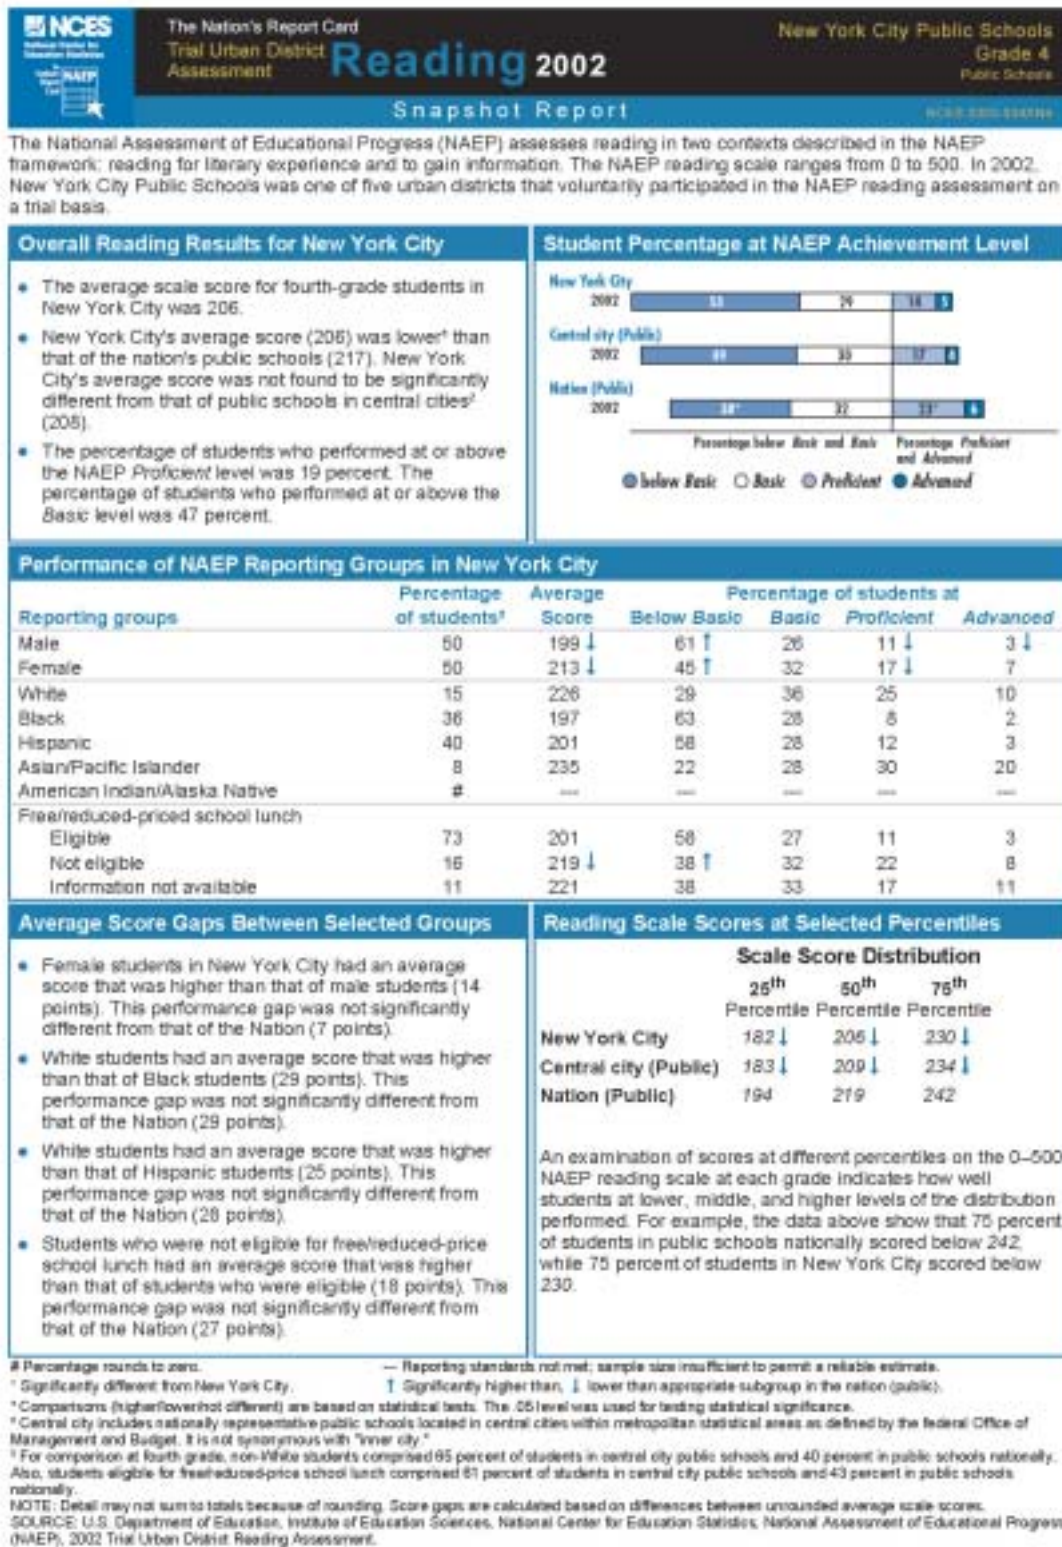 NCES
National Center for
Education Statistics
NAEP
The Nation's Report Card
Trial Urban District
Assessment
Reading 2002
New York City Public Schools
Grade 4
Public Schools
Snapshot Report
The National Assessment of Educational Progress (NAEP) assesses reading in two contexts described in the NAEP
framework: reading for literary experience and to gain information. The NAEP reading scale ranges from 0 to 500. In 2002,
New York City Public Schools was one of five urban districts that voluntarily participated in the NAEP reading assessment on
a trial basis.
Overall Reading Results for New York City
• The average scale score for fourth-grade students in
New York City was 206.
• New York City's average score (206) was lower¹ than
that of the nation's public schools (217). New York
City's average score was not found to be significantly
different from that of public schools in central cities²
(208).
• The percentage of students who performed at or above
the NAEP Proficient level was 19 percent. The
percentage of students who performed at or above the
Basic level was 47 percent.
Student Percentage at NAEP Achievement Level
New York City
2002 53 29 14 5
Central city (Public)
2002 30 17 6
Nation (Public)
2002 38* 32 23* 6
Percentage below Basic and Basic Percentage Proficient
and Advanced
below Basic Basic Proficient Advanced
Performance of NAEP Reporting Groups in New York City
Percentage Average Percentage of students at
Reporting groups of students³ Score Below Basic Basic Proficient Advanced
Male 50 199 ↓ 61 ↑ 26 11 ↓ 3 ↓
Female 50 213 ↓ 45 ↑ 32 17 ↓ 7
White 15 226 29 36 25 10
Black 36 197 63 28 8 2
Hispanic 40 201 58 28 12 3
Asian/Pacific Islander 8 235 22 28 30 20
American Indian/Alaska Native # --- --- --- --- ---
Free/reduced-priced school lunch
Eligible 73 201 58 27 11 3
Not eligible 16 219 ↓ 38 ↑ 32 22 8
Information not available 11 221 38 33 17 11
Average Score Gaps Between Selected Groups
• Female students in New York City had an average
score that was higher than that of male students (14
points). This performance gap was not significantly
different from that of the Nation (7 points).
• White students had an average score that was higher
than that of Black students (29 points). This
performance gap was not significantly different from
that of the Nation (29 points).
• White students had an average score that was higher
than that of Hispanic students (25 points). This
performance gap was not significantly different from
that of the Nation (28 points).
• Students who were not eligible for free/reduced-price
school lunch had an average score that was higher
than that of students who were eligible (18 points). This
performance gap was not significantly different from
that of the Nation (27 points).
Reading Scale Scores at Selected Percentiles
Scale Score Distribution
25th 50th 75th
Percentile Percentile Percentile
New York City 182 ↓ 206 ↓ 230 ↓
Central city (Public) 183 ↓ 209 ↓ 234 ↓
Nation (Public) 194 219 242
An examination of scores at different percentiles on the 0–500
NAEP reading scale at each grade indicates how well
students at lower, middle, and higher levels of the distribution
performed. For example, the data above show that 75 percent
of students in public schools nationally scored below 242,
while 75 percent of students in New York City scored below
230.
# Percentage rounds to zero. --- Reporting standards not met; sample size insufficient to permit a reliable estimate.
* Significantly different from New York City. ↑ Significantly higher than, ↓ lower than appropriate subgroup in the nation (public).
¹ Comparisons (higher/lower/not different) are based on statistical tests. The .05 level was used for testing statistical significance.
² Central city includes nationally representative public schools located in central cities within metropolitan statistical areas as defined by the federal Office of
Management and Budget. It is not synonymous with "inner city."
³ For comparison at fourth grade, non-White students comprised 65 percent of students in central city public schools and 40 percent in public schools nationally.
Also, students eligible for free/reduced-price school lunch comprised 61 percent of students in central city public schools and 43 percent in public schools
nationally.
NOTE: Detail may not sum to totals because of rounding. Score gaps are calculated based on differences between unrounded average scale scores.
SOURCE: U.S. Department of Education, Institute of Education Sciences, National Center for Education Statistics, National Assessment of Educational Progress
(NAEP), 2002 Trial Urban District Reading Assessment.